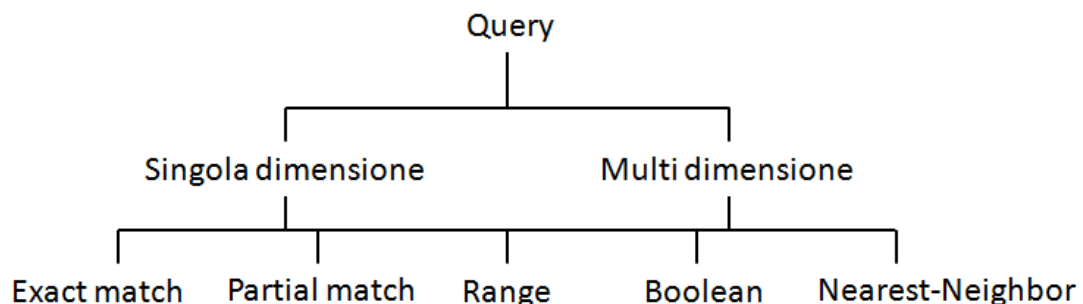 Query
Singola dimensione Multi dimensione
Exact match Partial match Range Boolean Nearest-Neighbor